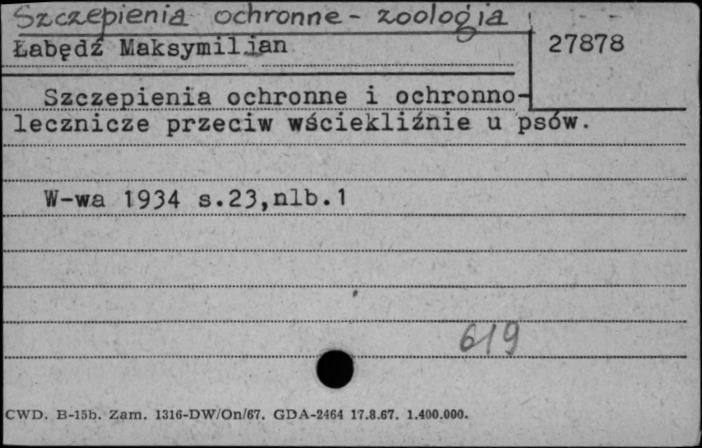 Szczepienia ochronne - zoologia
Łabędź Maksymilian
27878
Szczepienia ochronne i ochronno-
lecznicze przeciw wściekliźnie u psów.
W-wa 1934 s.23,nlb.1
619
CWD. B-15b. Zam. 1316-DW/On/67. GDA-2464 17.8.67. 1.400.000.